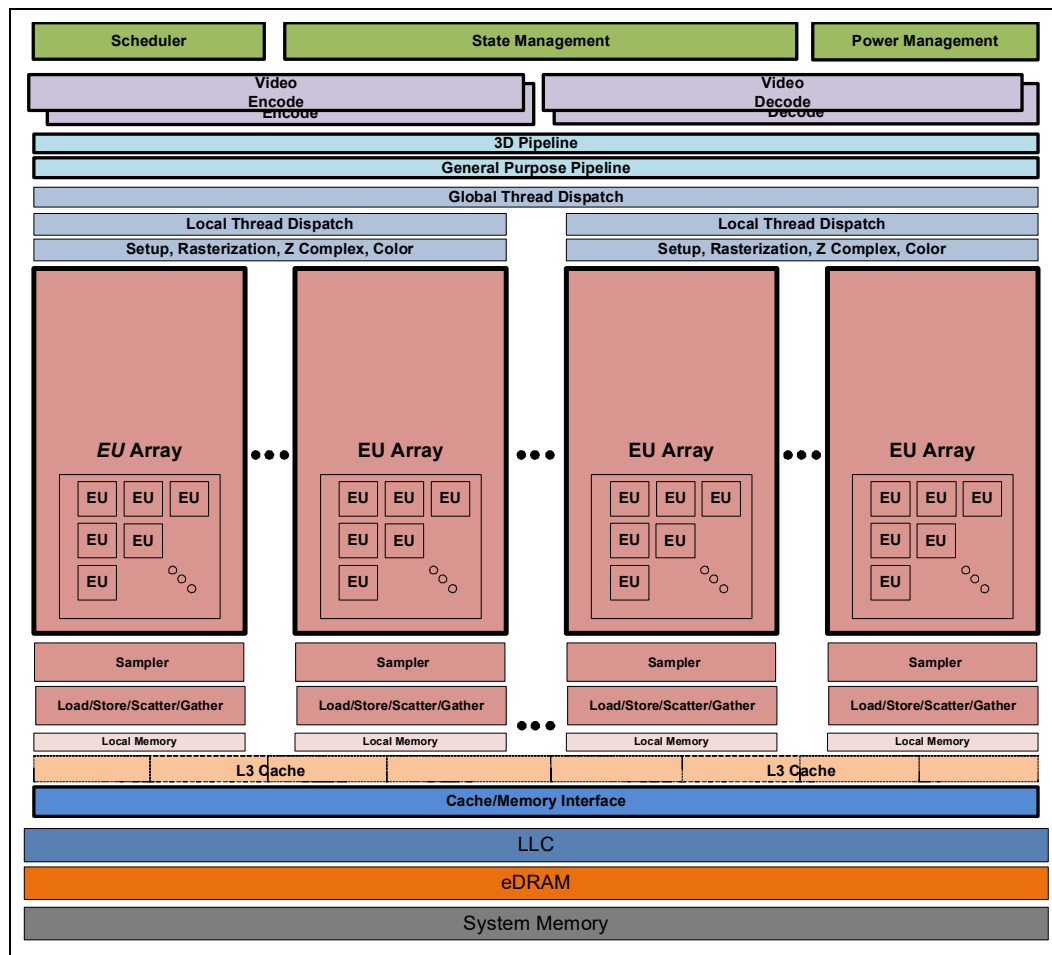 Scheduler
State Management
Power Management
Video
Encode
Encode
Video
Decode
Decode
3D Pipeline
General Purpose Pipeline
Global Thread Dispatch
Local Thread Dispatch
Local Thread Dispatch
Setup, Rasterization, Z Complex, Color
Setup, Rasterization, Z Complex, Color
EU Array
EU Array
EU Array
EU Array
EU EU EU
EU EU EU
EU EU EU
EU EU EU
EU EU
EU EU
EU EU
EU EU
EU
EU
EU
EU
Sampler
Sampler
Sampler
Sampler
Load/Store/Scatter/Gather
Load/Store/Scatter/Gather
Load/Store/Scatter/Gather
Load/Store/Scatter/Gather
Local Memory
Local Memory
Local Memory
Local Memory
L3 Cache
L3 Cache
Cache/Memory Interface
LLC
eDRAM
System Memory